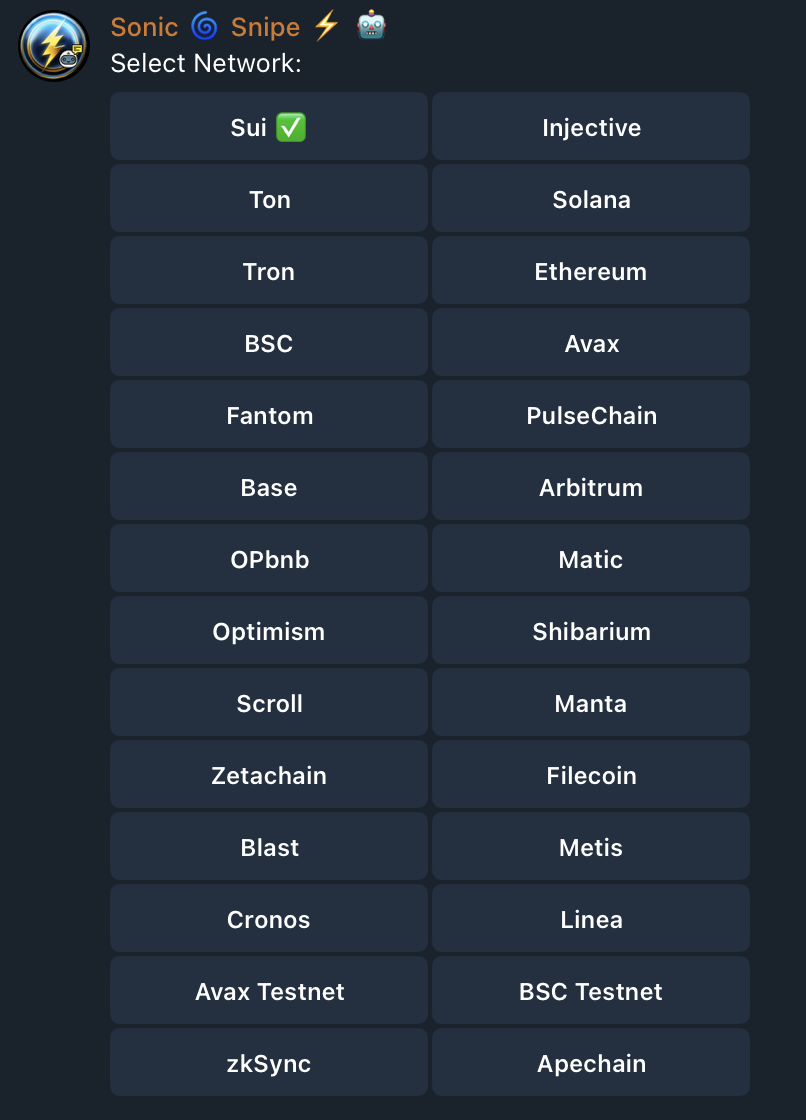 Sonic 🌀 Snipe ⚡ 🤖
Select Network:
Sui ✅ Injective
Ton Solana
Tron Ethereum
BSC Avax
Fantom PulseChain
Base Arbitrum
OPbnb Matic
Optimism Shibarium
Scroll Manta
Zetachain Filecoin
Blast Metis
Cronos Linea
Avax Testnet BSC Testnet
zkSync Apechain